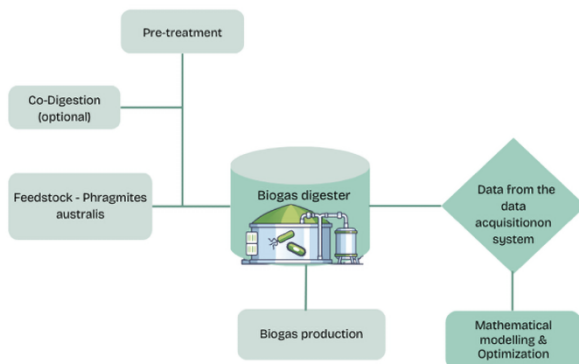 Pre-treatment
Co-Digestion
(optional)
Feedstock - Phragmites
australis
Biogas digester
Data from the
data
acquisitionon
system
Biogas production
Mathematical
modelling &
Optimization